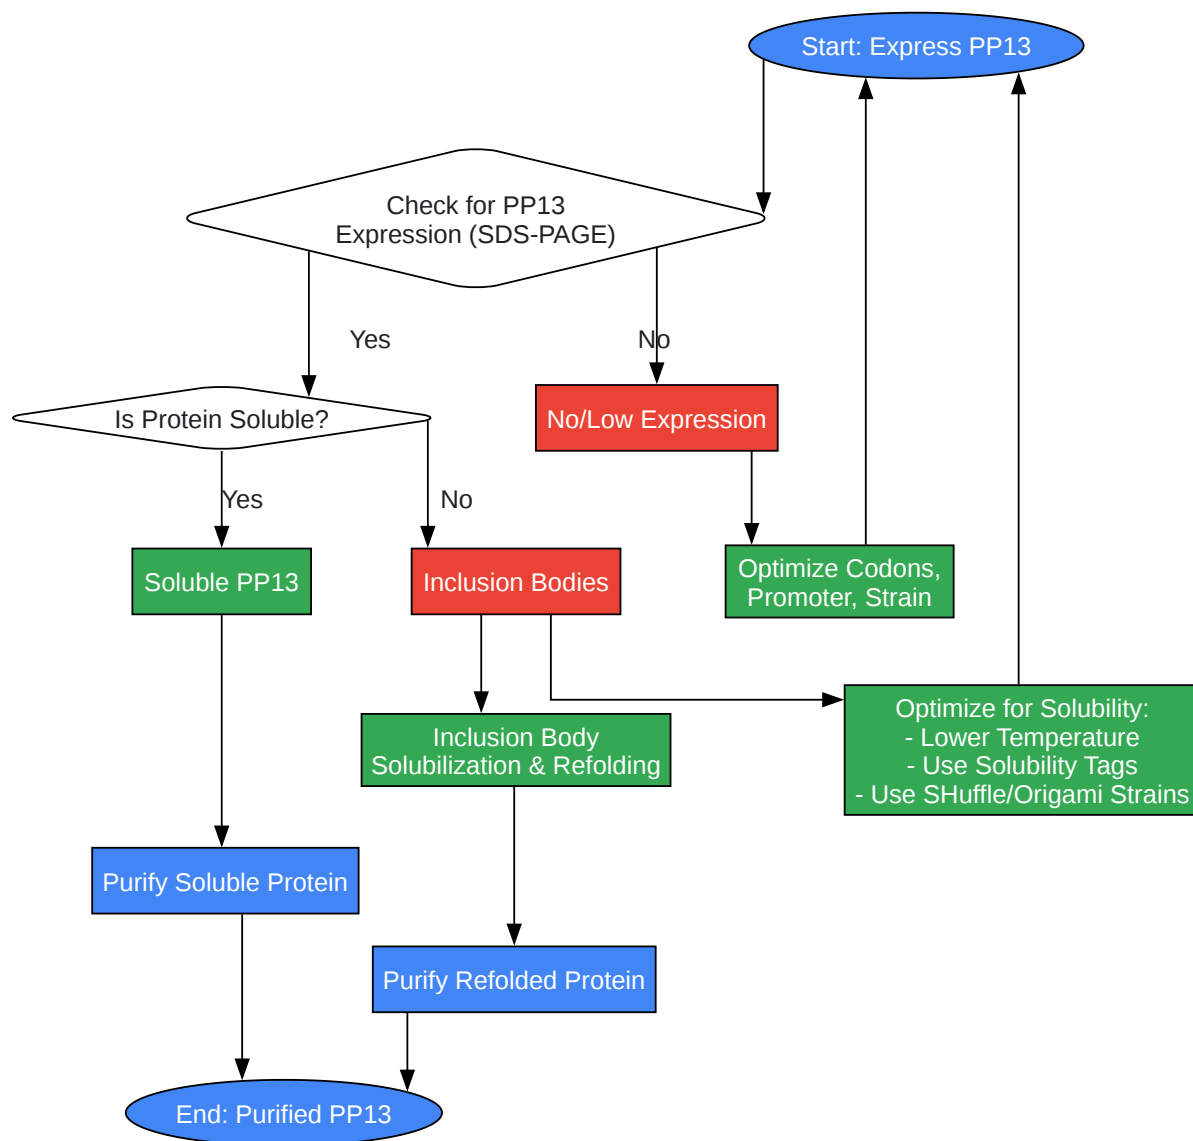 Start: Express PP13
Check for PP13
Expression (SDS-PAGE)
Yes
No
Is Protein Soluble?
No/Low Expression
Yes
No
Soluble PP13
Inclusion Bodies
Optimize Codons,
Promoter, Strain
Inclusion Body
Solubilization & Refolding
Optimize for Solubility:
- Lower Temperature
- Use Solubility Tags
- Use SHuffle/Origami Strains
Purify Soluble Protein
Purify Refolded Protein
End: Purified PP13